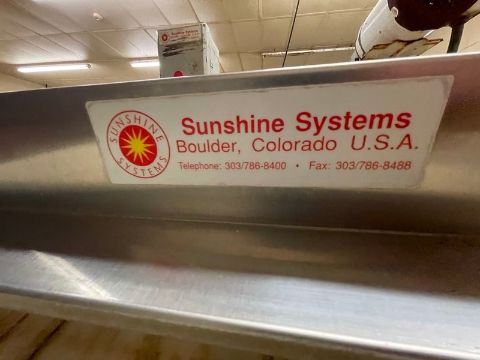 SUNSHINE
SYSTEMS
Sunshine Systems
Boulder, Colorado U.S.A.
Telephone: 303/786-8400 • Fax: 303/786-8488